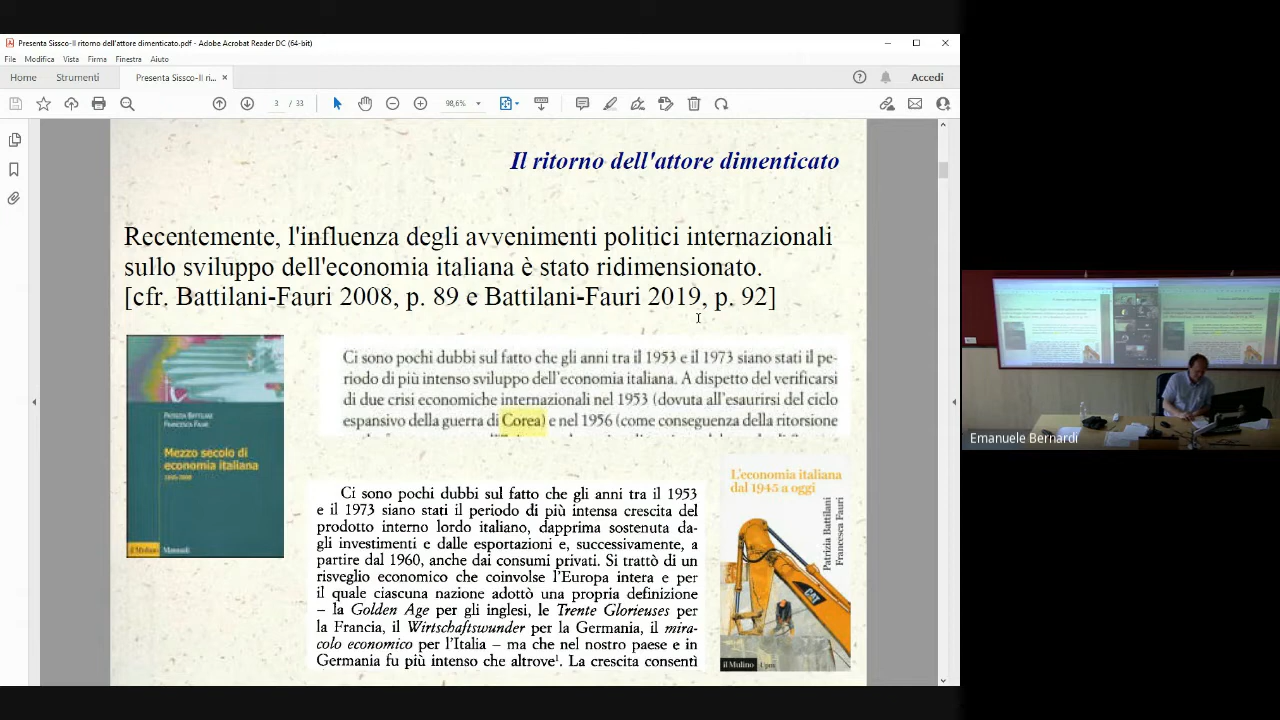 Presenta Sissco-Il ritorno dell'attore dimenticato.pdf - Adobe Acrobat Reader DC (64-bit)
File Modifica Vista Firma Finestra Aiuto
Home Strumenti Presenta Sissco-Il ri... × Accedi
3 / 33 98,6%
Il ritorno dell'attore dimenticato
Recentemente, l'influenza degli avvenimenti politici internazionali
sullo sviluppo dell'economia italiana è stato ridimensionato.
[cfr. Battilani-Fauri 2008, p. 89 e Battilani-Fauri 2019, p. 92]
PATRIZIA BATTILANI
FRANCESCA FAURI
Mezzo secolo di
economia italiana
1945-2008
il Mulino Manuali
Ci sono pochi dubbi sul fatto che gli anni tra il 1953 e il 1973 siano stati il pe-
riodo di più intenso sviluppo dell'economia italiana. A dispetto del verificarsi
di due crisi economiche internazionali nel 1953 (dovuta all'esaurirsi del ciclo
espansivo della guerra di Corea) e nel 1956 (come conseguenza della ritorsione
Ci sono pochi dubbi sul fatto che gli anni tra il 1953
e il 1973 siano stati il periodo di più intensa crescita del
prodotto interno lordo italiano, dapprima sostenuta da-
gli investimenti e dalle esportazioni e, successivamente, a
partire dal 1960, anche dai consumi privati. Si trattò di un
risveglio economico che coinvolse l'Europa intera e per
il quale ciascuna nazione adottò una propria definizione
– la Golden Age per gli inglesi, le Trente Glorieuses per
la Francia, il Wirtschaftswunder per la Germania, il mira-
colo economico per l'Italia – ma che nel nostro paese e in
Germania fu più intenso che altrove1. La crescita consentì
L'economia italiana
dal 1945 a oggi
Patrizia Battilani
Francesca Fauri
CAT
il Mulino Upm
Emanuele Bernardi